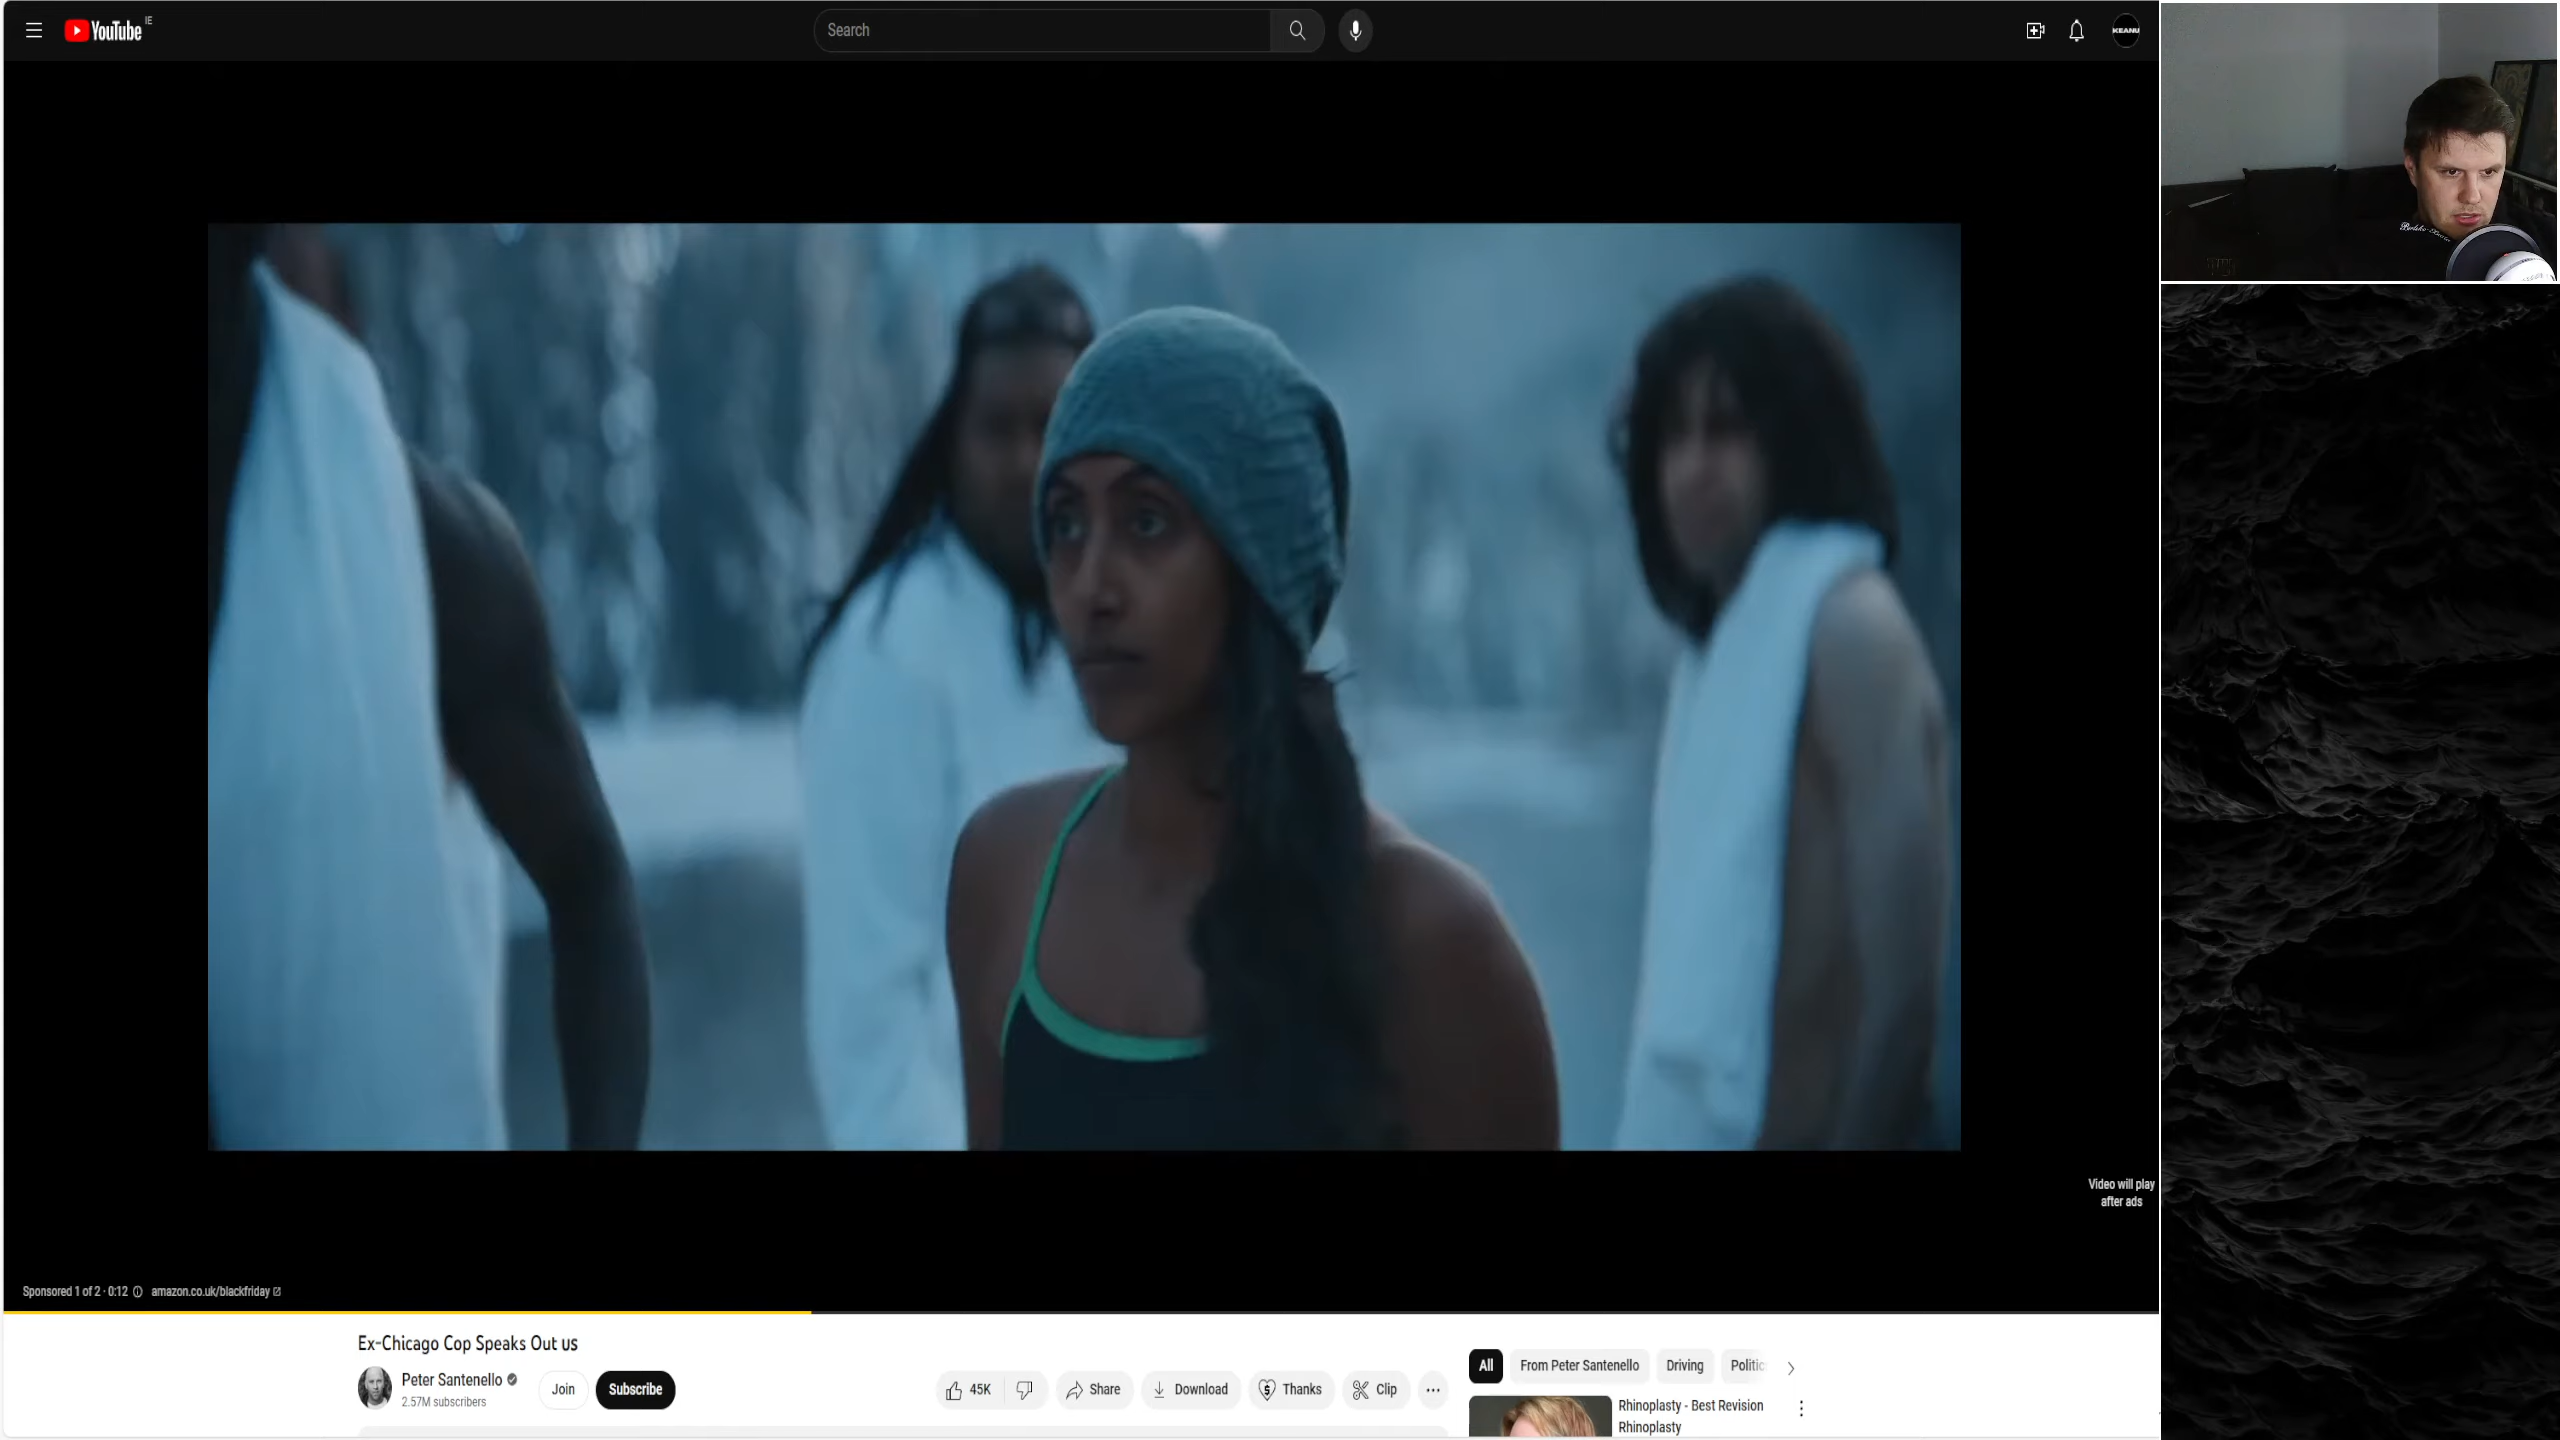 YouTube IE
Search
KEANU
Video will play
after ads
Sponsored 1 of 2 · 0:12 amazon.co.uk/blackfriday
Ex-Chicago Cop Speaks Out US
Peter Santenello
2.57M subscribers
Join
Subscribe
45K
Share
Download
Thanks
Clip
All
From Peter Santenello
Driving
Politic
Rhinoplasty - Best Revision
Rhinoplasty